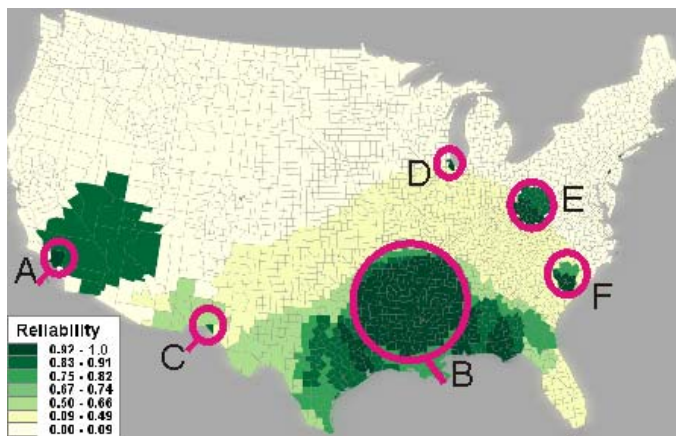 D
E
A
F
C
B
Reliability
0.92 - 1.0
0.83 - 0.91
0.75 - 0.82
0.67 - 0.74
0.50 - 0.66
0.09 - 0.49
0.00 - 0.09